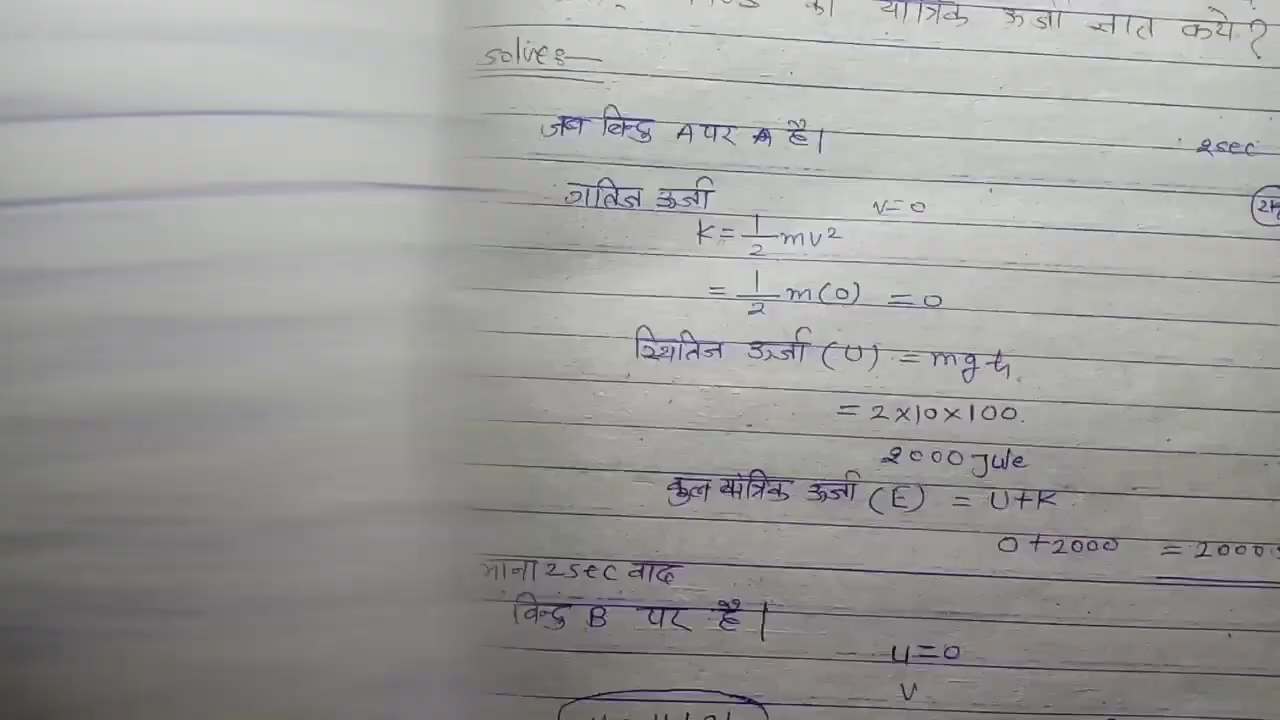 की यांत्रिक ऊर्जा ज्ञात करो?
solve:—
जब बिन्दु A पर है।
2sec
गतिज ऊर्जा v=0
K = 1/2 mv²
= 1/2 m(0) = 0
स्थितिज ऊर्जा (U) = mgh.
= 2×10×100.
2000 Jule
कुल यांत्रिक ऊर्जा (E) = U+K
0+2000 = 2000
माना 2sec बाद
बिन्दु B पर है।
u=0
v